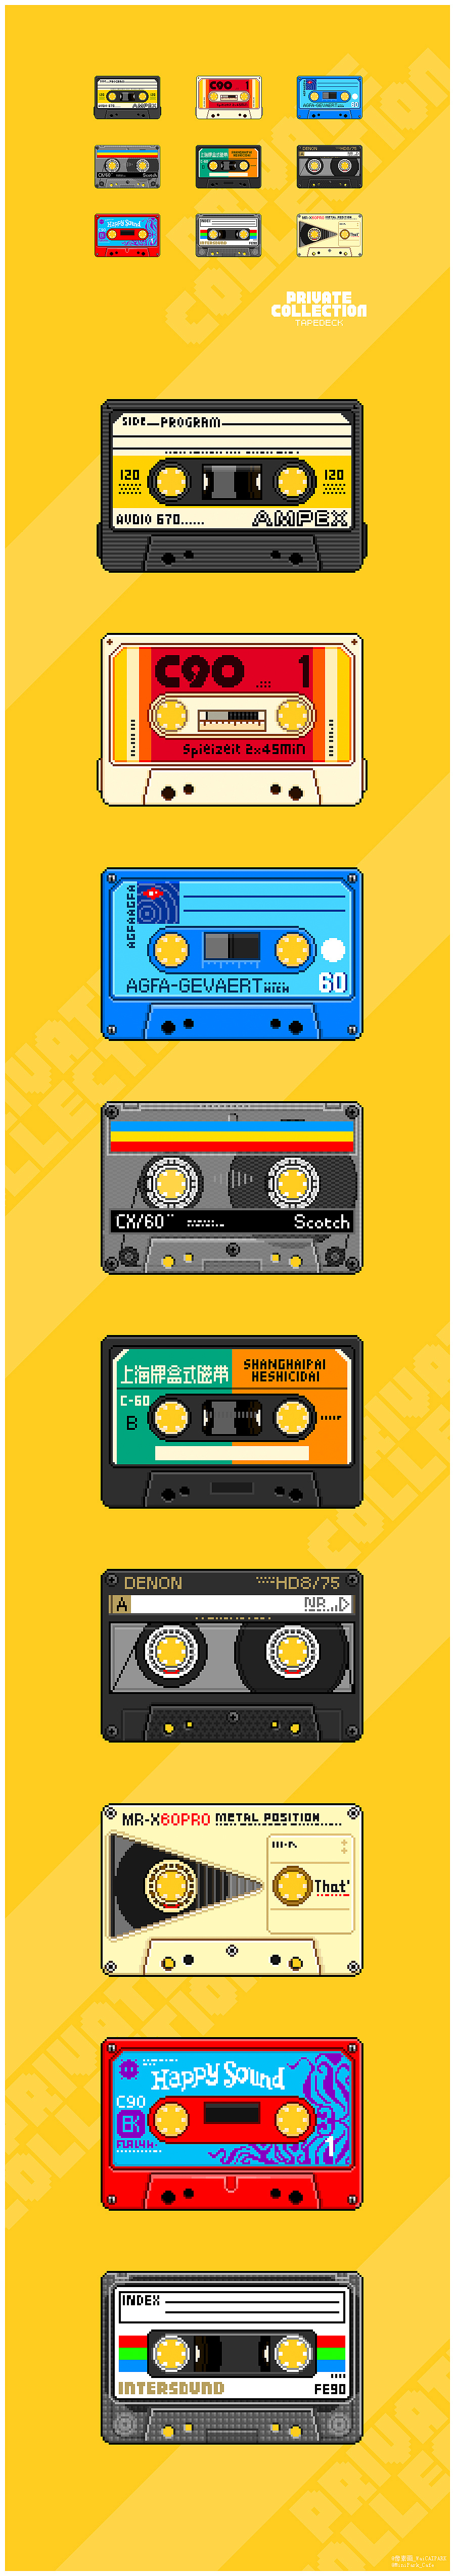 PRIVATE
COLLECTION
TAPEDECK
SIDE PROGRAM
120 120
AUDIO 670...... AMPEX
C90 1
Spielzeit 2x45Min
AGFAAGFA
AGFA-GEVAERT 60
CX/60 Scotch
上海牌盒式磁带 SHANGHAIPAI
HESHICIDAI
C-60
B
DENON HD8/75
A NR
MR-X60PRO METAL POSITION
That'
Happy Sound
C90
1
INDEX
INTERSOUND FE90